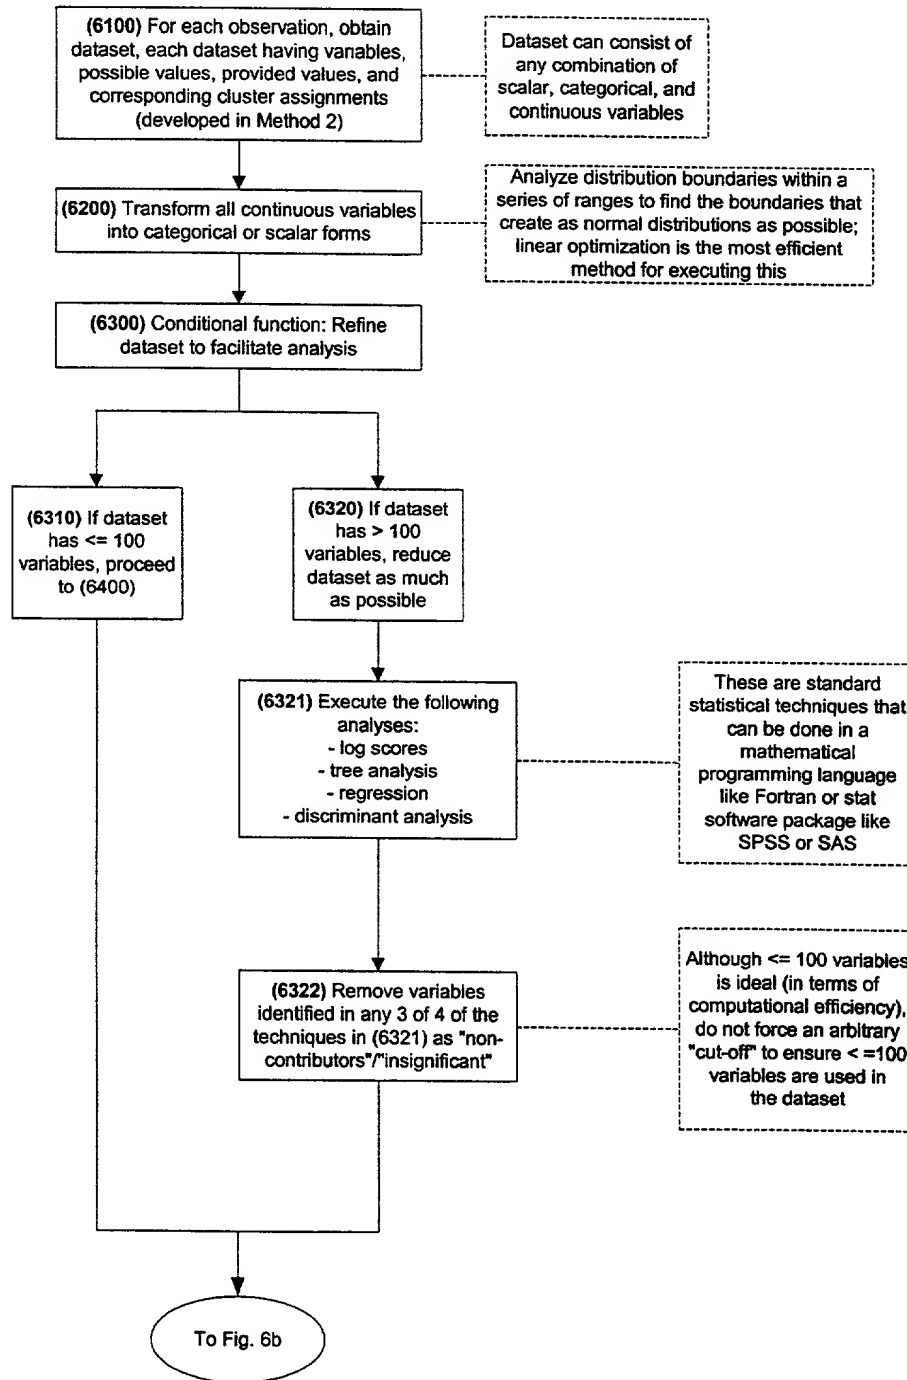 (6100) For each observation, obtain
dataset, each dataset having variables,
possible values, provided values, and
corresponding cluster assignments
(developed in Method 2)
Dataset can consist of
any combination of
scalar, categorical, and
continuous variables
(6200) Transform all continuous variables
into categorical or scalar forms
Analyze distribution boundaries within a
series of ranges to find the boundaries that
create as normal distributions as possible;
linear optimization is the most efficient
method for executing this
(6300) Conditional function: Refine
dataset to facilitate analysis
(6310) If dataset
has <= 100
variables, proceed
to (6400)
(6320) If dataset
has > 100
variables, reduce
dataset as much
as possible
(6321) Execute the following
analyses:
- log scores
- tree analysis
- regression
- discriminant analysis
These are standard
statistical techniques that
can be done in a
mathematical
programming language
like Fortran or stat
software package like
SPSS or SAS
(6322) Remove variables
identified in any 3 of 4 of the
techniques in (6321) as "non-
contributors"/"insignificant"
Although <= 100 variables
is ideal (in terms of
computational efficiency),
do not force an arbitrary
"cut-off" to ensure < =100
variables are used in
the dataset
To Fig. 6b